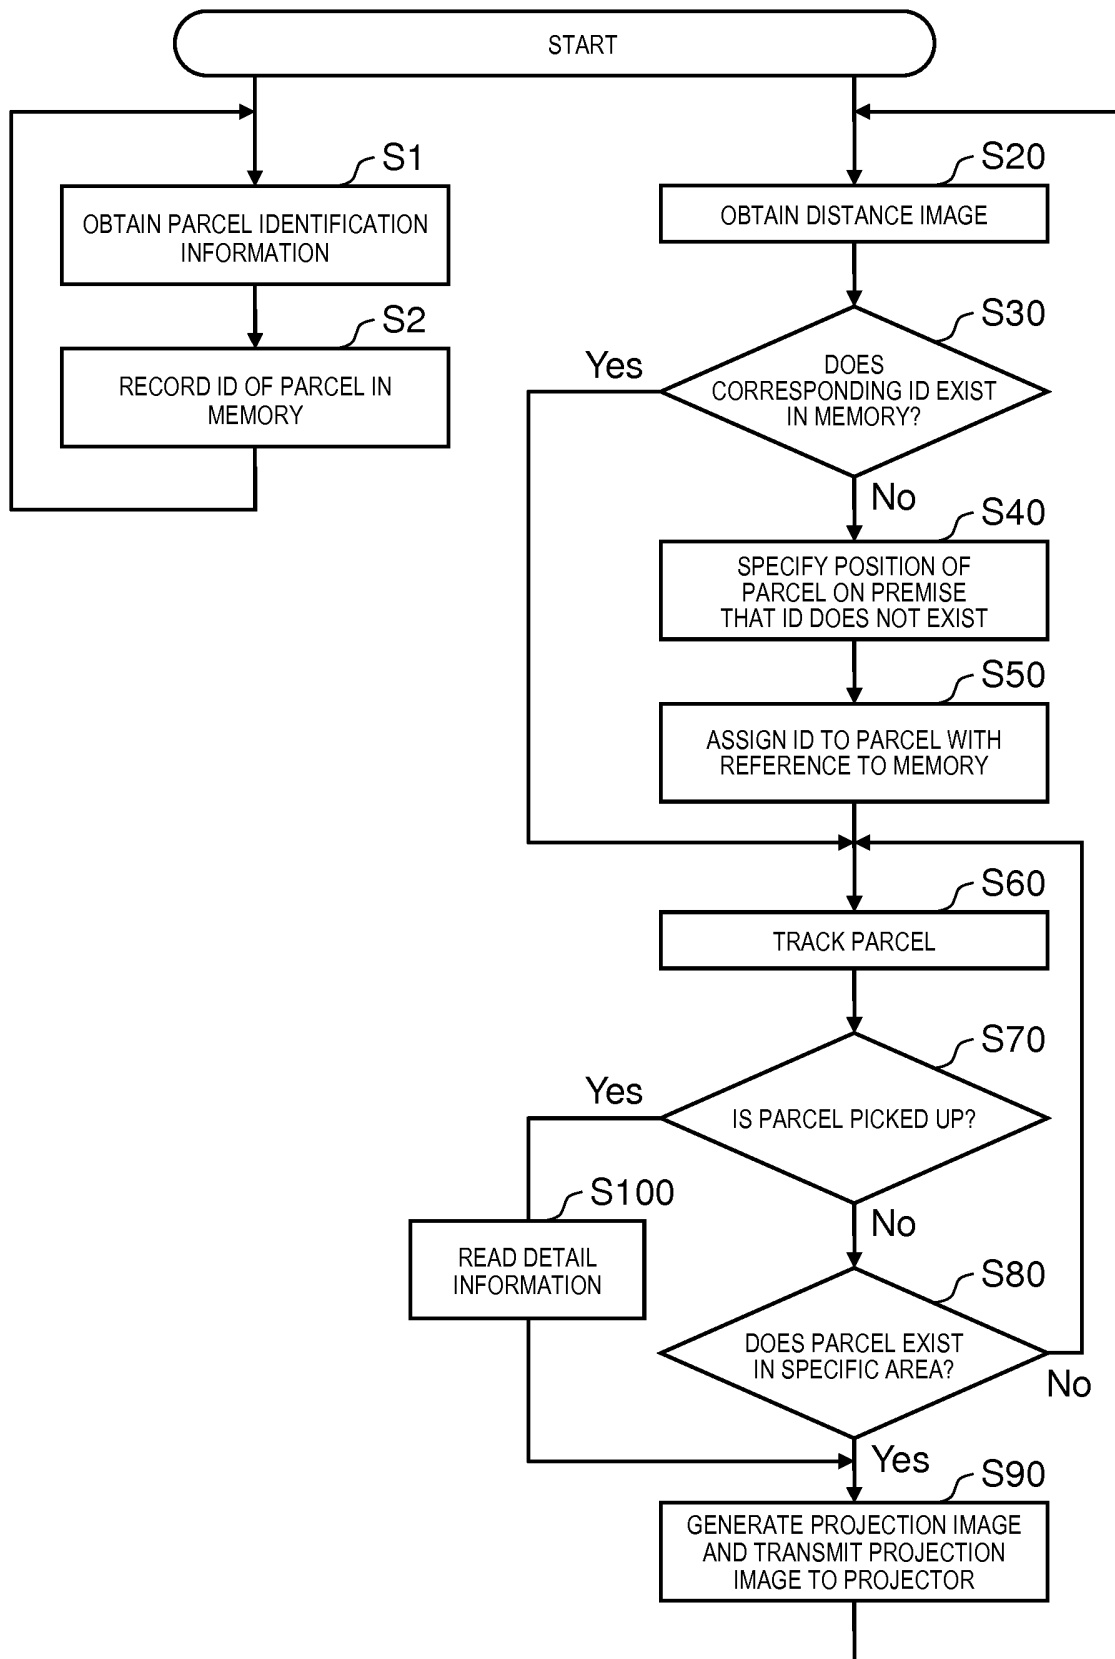 START
S1
OBTAIN PARCEL IDENTIFICATION
INFORMATION
S2
RECORD ID OF PARCEL IN
MEMORY
S20
OBTAIN DISTANCE IMAGE
S30
DOES
CORRESPONDING ID EXIST
IN MEMORY?
Yes
No
S40
SPECIFY POSITION OF
PARCEL ON PREMISE
THAT ID DOES NOT EXIST
S50
ASSIGN ID TO PARCEL WITH
REFERENCE TO MEMORY
S60
TRACK PARCEL
S70
IS PARCEL PICKED UP?
Yes
No
S100
READ DETAIL
INFORMATION
S80
DOES PARCEL EXIST
IN SPECIFIC AREA?
No
Yes
S90
GENERATE PROJECTION IMAGE
AND TRANSMIT PROJECTION
IMAGE TO PROJECTOR